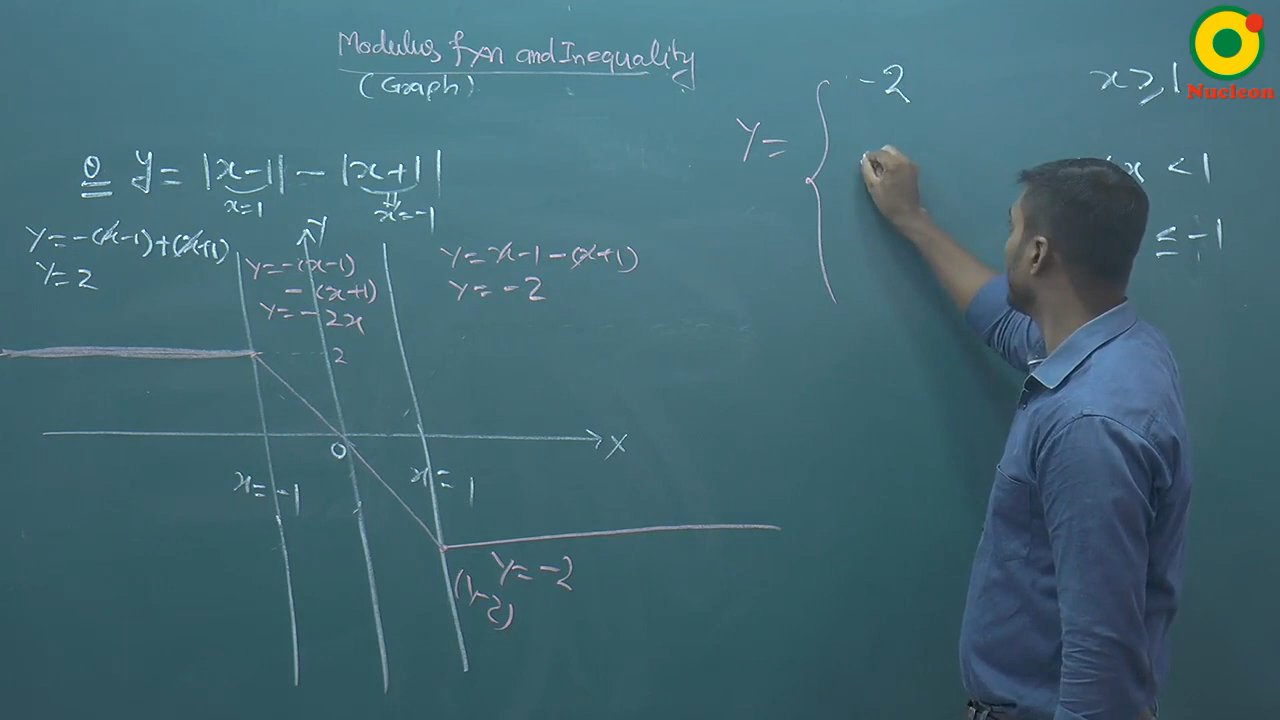 Modulus fxn and Inequality
(Graph)
Q y = |x-1| - |x+1|
x=1
x=-1
y=-(x-1)+(x+1)
y=2
y=-(x-1)
-(x+1)
y=-2x
y=x-1-(x+1)
y=-2
Y
2
O
X
x=-1
x=1
y=-2
(1,-2)
y=
-2 x≥1
x<1
≤-1
Nucleon